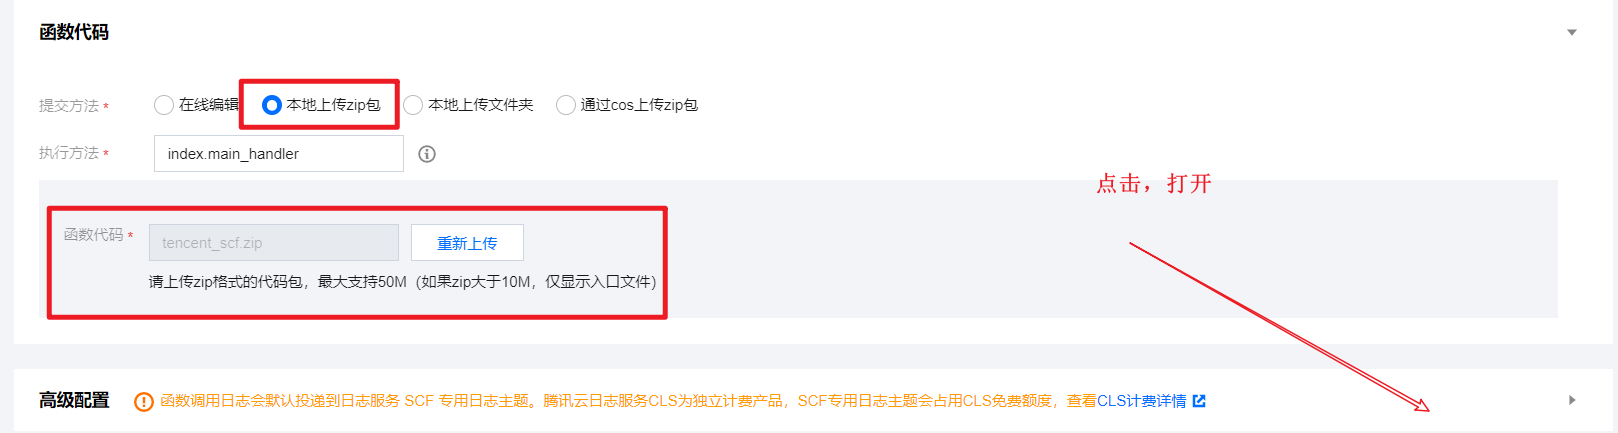 函数代码
提交方法 * 在线编辑 本地上传zip包 本地上传文件夹 通过cos上传zip包
执行方法 * index.main_handler
点击，打开
函数代码 * tencent_scf.zip 重新上传
请上传zip格式的代码包，最大支持50M（如果zip大于10M，仅显示入口文件）
高级配置 函数调用日志会默认投递到日志服务 SCF 专用日志主题。腾讯云日志服务CLS为独立计费产品，SCF专用日志主题会占用CLS免费额度，查看CLS计费详情